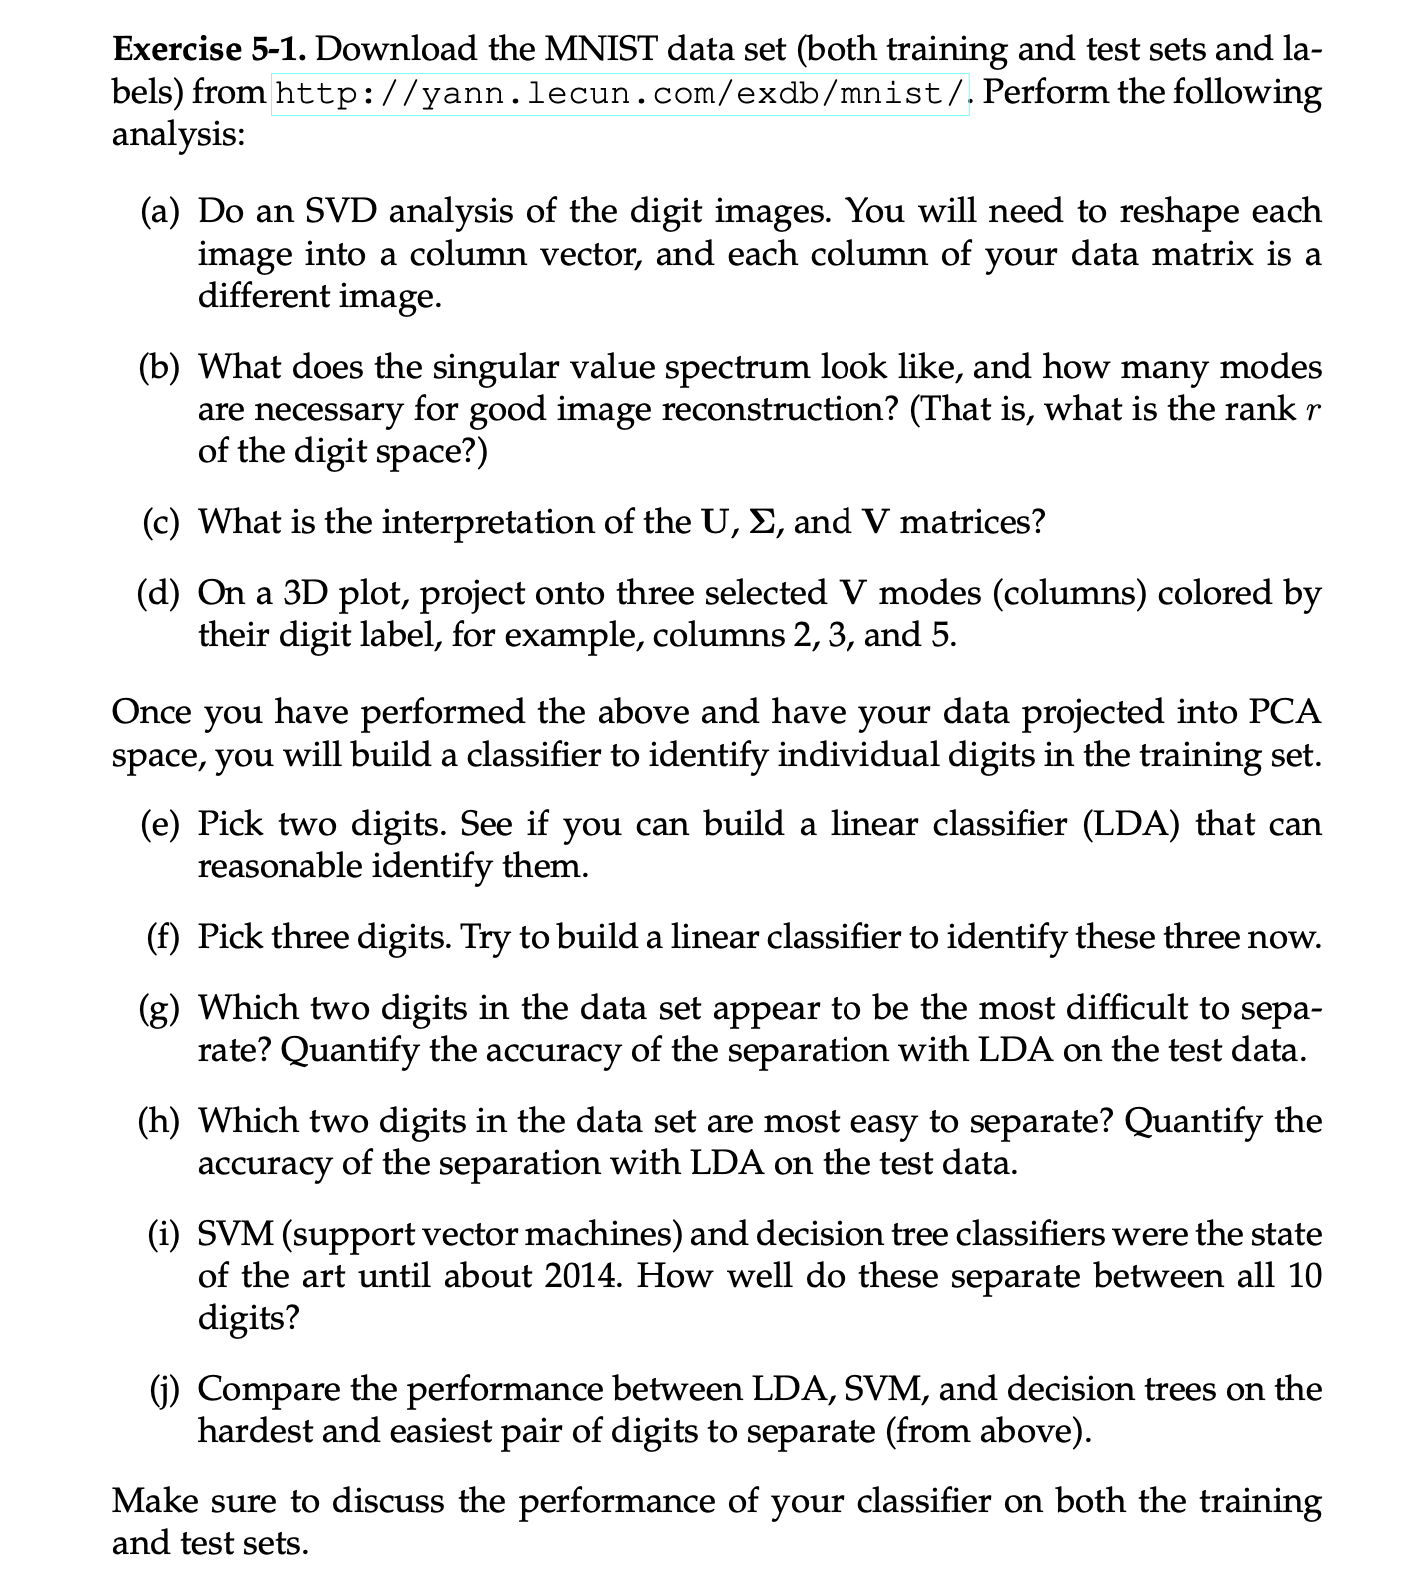 Exercise 5-1. Download the MNIST data set (both training and test sets and la-
bels) from http://yann.lecun.com/exdb/mnist/. Perform the following
analysis:
(a) Do an SVD analysis of the digit images. You will need to reshape each
image into a column vector, and each column of your data matrix is a
different image.
(b) What does the singular value spectrum look like, and how many modes
are necessary for good image reconstruction? (That is, what is the rank r
of the digit space?)
(c) What is the interpretation of the U, Σ, and V matrices?
(d) On a 3D plot, project onto three selected V modes (columns) colored by
their digit label, for example, columns 2, 3, and 5.
Once you have performed the above and have your data projected into PCA
space, you will build a classifier to identify individual digits in the training set.
(e) Pick two digits. See if you can build a linear classifier (LDA) that can
reasonable identify them.
(f) Pick three digits. Try to build a linear classifier to identify these three now.
(g) Which two digits in the data set appear to be the most difficult to sepa-
rate? Quantify the accuracy of the separation with LDA on the test data.
(h) Which two digits in the data set are most easy to separate? Quantify the
accuracy of the separation with LDA on the test data.
(i) SVM (support vector machines) and decision tree classifiers were the state
of the art until about 2014. How well do these separate between all 10
digits?
(j) Compare the performance between LDA, SVM, and decision trees on the
hardest and easiest pair of digits to separate (from above).
Make sure to discuss the performance of your classifier on both the training
and test sets.